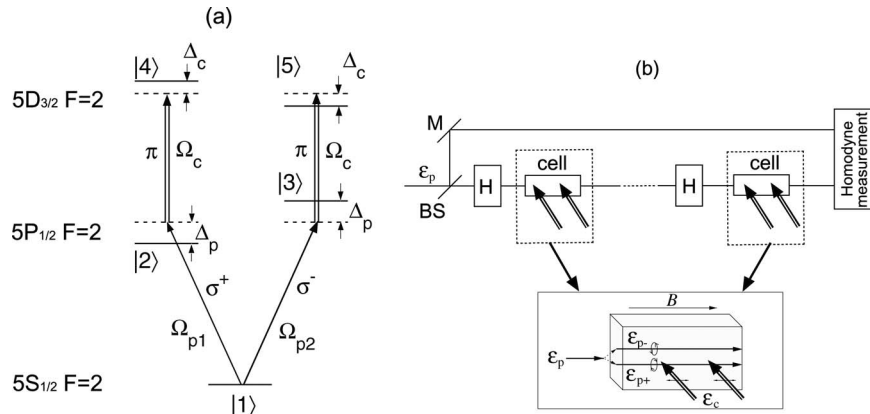 (a)
|4⟩ Δc |5⟩ Δc
5D3/2 F=2
π Ωc π Ωc
|3⟩
5P1/2 F=2 Δp Δp
|2⟩
σ+ σ-
Ωp1 Ωp2
5S1/2 F=2
|1⟩
(b)
M
εp cell cell
H H
BS
Homodyne measurement
B
εp-
εp
εp+
εc